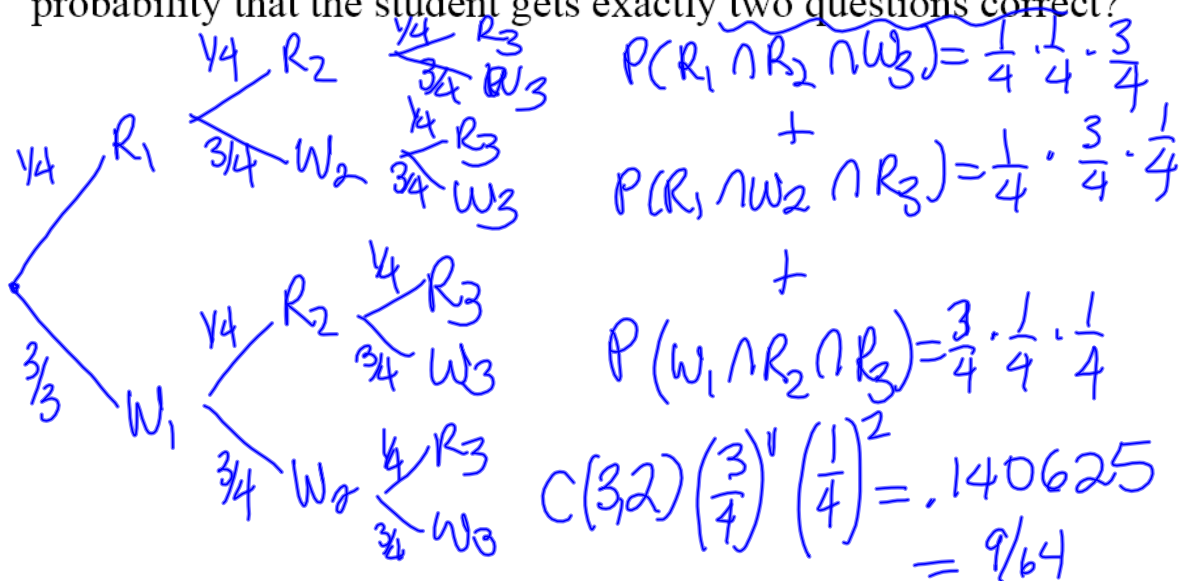 probability that the student gets exactly two questions correct?
1/4 R₂ 1/4 R₃ P(R₁ ∩ R₂ ∩ W₃) = 1/4 · 1/4 · 3/4
3/4 W₃
1/4 R₁ 3/4 W₂ 1/4 R₃ +
3/4 W₃ P(R₁ ∩ W₂ ∩ R₃) = 1/4 · 3/4 · 1/4
+
1/4 R₂ 1/4 R₃
3/4 W₃ P(W₁ ∩ R₂ ∩ R₃) = 3/4 · 1/4 · 1/4
3/3 W₁
3/4 W₂ 1/4 R₃ C(3,2) (3/4)¹ (1/4)² = .140625
3/4 W₃ = 9/64